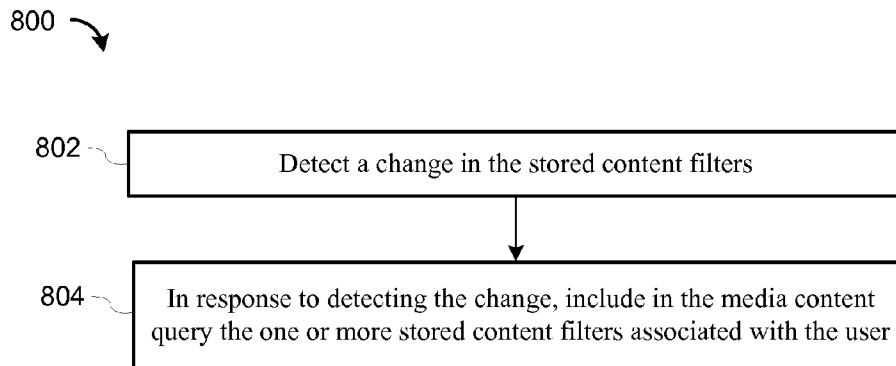 800
802
Detect a change in the stored content filters
804
In response to detecting the change, include in the media content
query the one or more stored content filters associated with the user